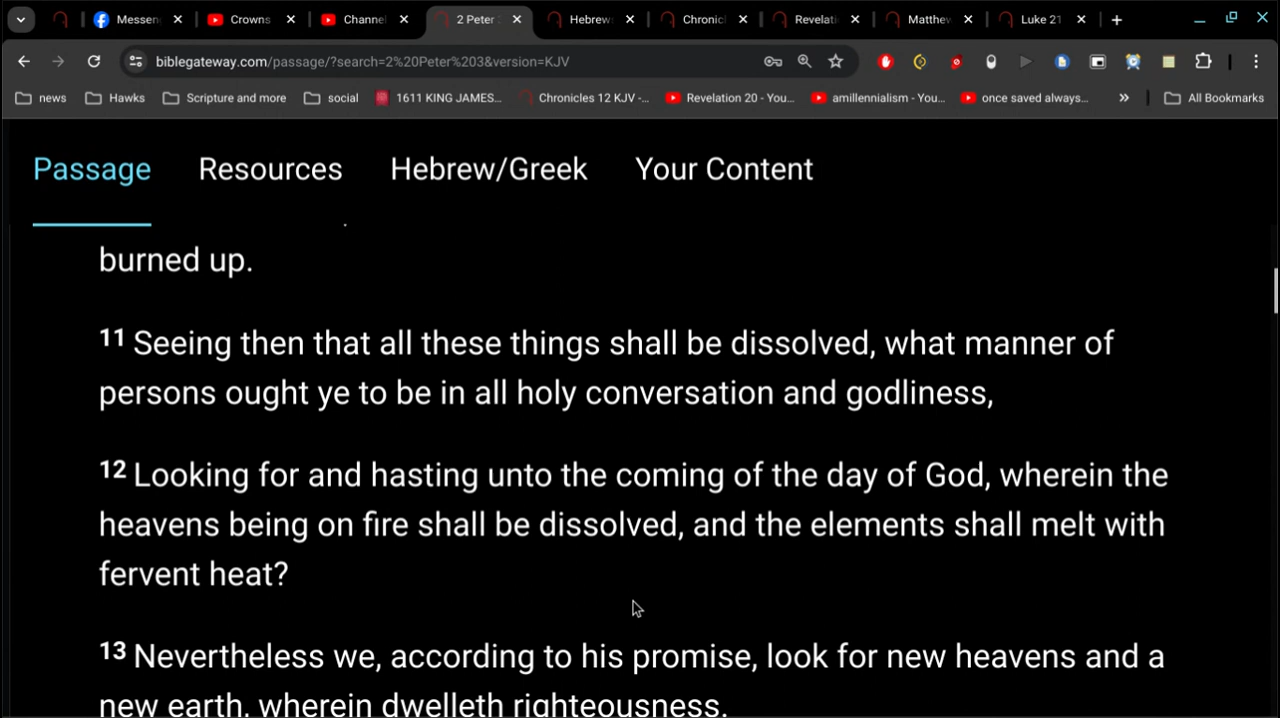 Messen
Crowns
Channel
2 Peter
Hebrew
Chronic
Revelati
Matthew
Luke 21
biblegateway.com/passage/?search=2%20Peter%203&version=KJV
news
Hawks
Scripture and more
social
1611 KING JAMES...
Chronicles 12 KJV -...
Revelation 20 - You...
amillennialism - You...
once saved always...
All Bookmarks
Passage
Resources
Hebrew/Greek
Your Content
burned up.
11 Seeing then that all these things shall be dissolved, what manner of
persons ought ye to be in all holy conversation and godliness,
12 Looking for and hasting unto the coming of the day of God, wherein the
heavens being on fire shall be dissolved, and the elements shall melt with
fervent heat?
13 Nevertheless we, according to his promise, look for new heavens and a
new earth, wherein dwelleth righteousness.